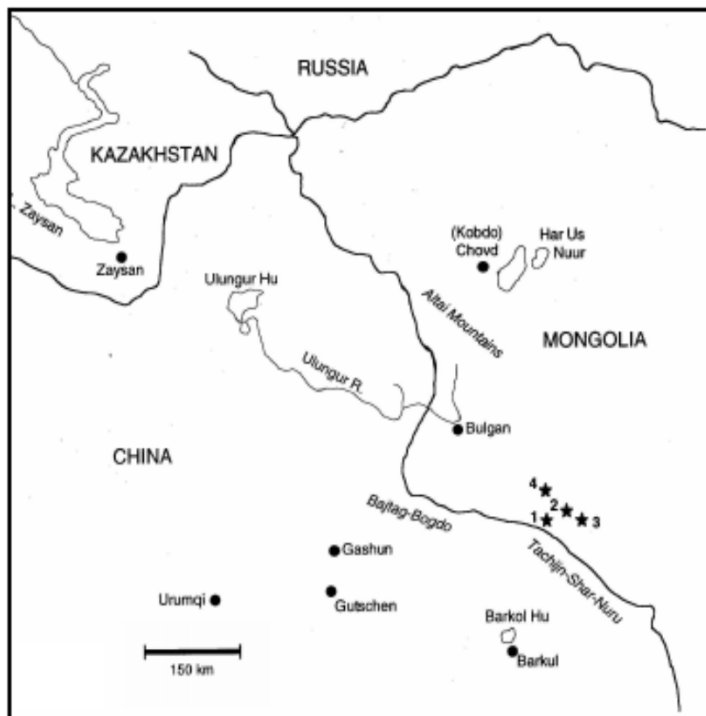 RUSSIA
KAZAKHSTAN
Zaysan
Zaysan
(Kobdo)
Chovd
Har Us
Nuur
Ulungur Hu
Altai Mountains
MONGOLIA
Ulungur R.
Bulgan
CHINA
4
2
1
3
Bajtag-Bogdo
Tachijn-Shar-Nuru
Gashun
Gutschen
Urumqi
Barkol Hu
Barkul
150 km